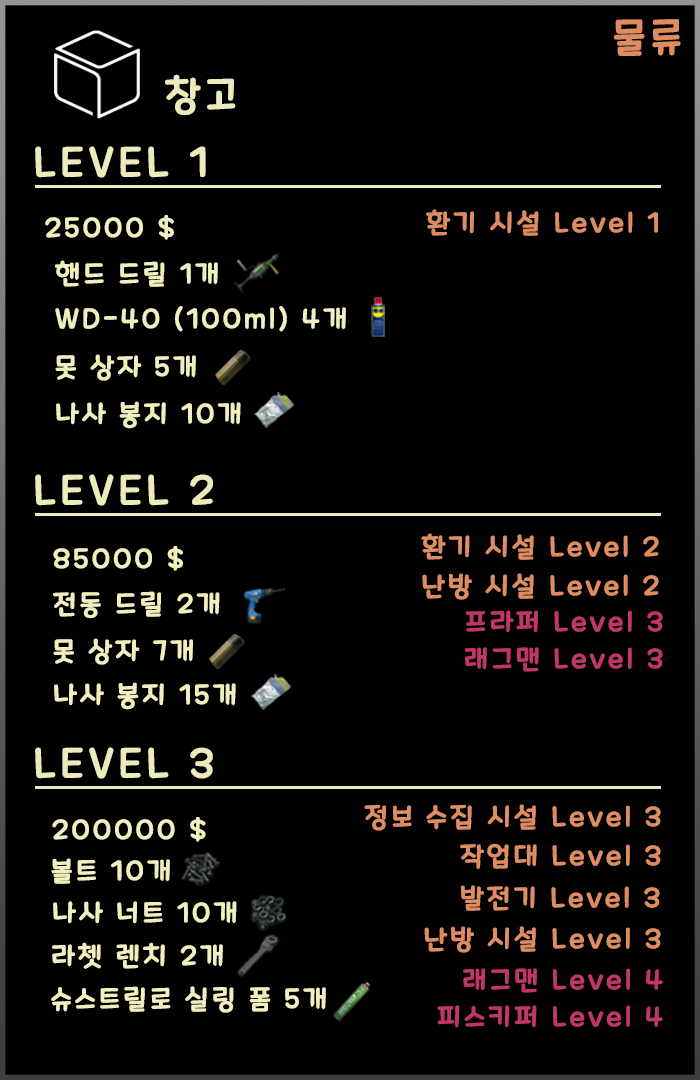 물류
창고
LEVEL 1
25000 $
환기 시설 Level 1
핸드 드릴 1개
WD-40 (100ml) 4개
못 상자 5개
나사 봉지 10개
LEVEL 2
85000 $
전동 드릴 2개
못 상자 7개
나사 봉지 15개
환기 시설 Level 2
난방 시설 Level 2
프라퍼 Level 3
래그맨 Level 3
LEVEL 3
200000 $
볼트 10개
나사 너트 10개
라쳇 렌치 2개
슈스트릴로 실링 폼 5개
정보 수집 시설 Level 3
작업대 Level 3
발전기 Level 3
난방 시설 Level 3
래그맨 Level 4
피스키퍼 Level 4